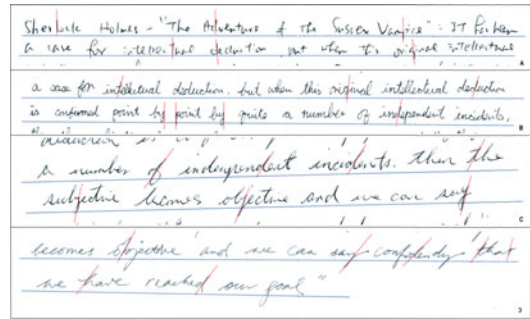 Sherlock Holmes - "The Adventure of the Sussex Vampire": It has been
a case for intellectual deduction but when this original intellectual
A
a case for intellectual deduction, but when this original intellectual deduction
is confirmed point by point by quite a number of independent incidents,
B
a number of independent incidents. then the
subjective becomes objective and we can say
C
becomes objective and we can say confidently that
we have reached our goal"
D